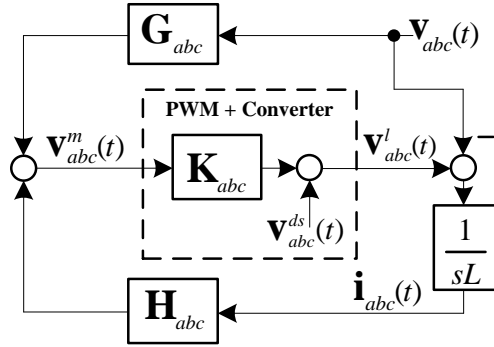 G_abc
v_abc(t)
PWM + Converter
v^m_abc(t)
K_abc
v^l_abc(t)
−
v^ds_abc(t)
1
sL
i_abc(t)
H_abc